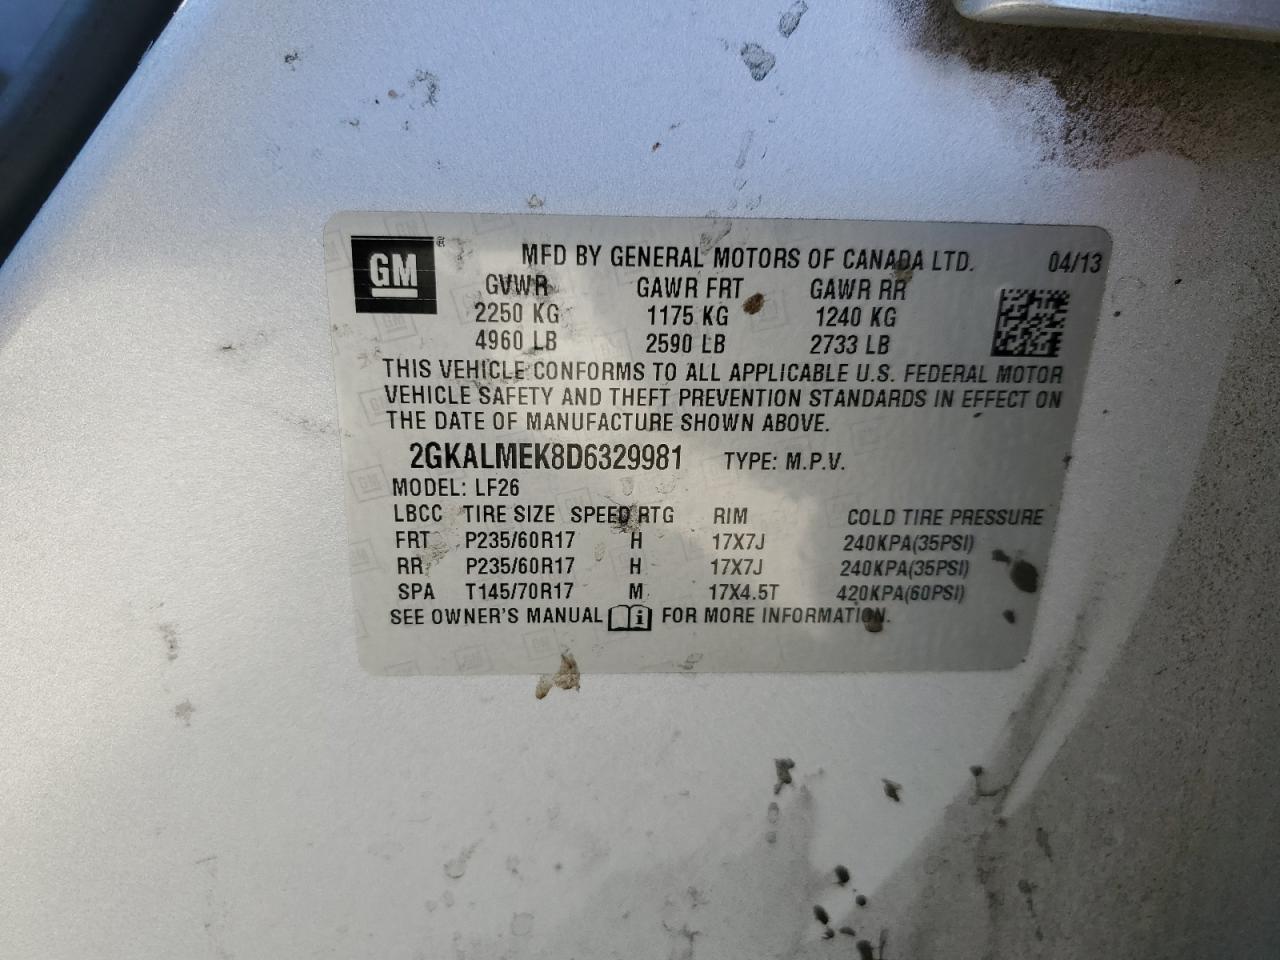 GM ® MFD BY GENERAL MOTORS OF CANADA LTD. 04/13
GVWR GAWR FRT GAWR RR
2250 KG 1175 KG 1240 KG
4960 LB 2590 LB 2733 LB
THIS VEHICLE CONFORMS TO ALL APPLICABLE U.S. FEDERAL MOTOR
VEHICLE SAFETY AND THEFT PREVENTION STANDARDS IN EFFECT ON
THE DATE OF MANUFACTURE SHOWN ABOVE.
2GKALMEK8D6329981 TYPE: M.P.V.
MODEL: LF26
LBCC TIRE SIZE SPEED RTG RIM COLD TIRE PRESSURE
FRT P235/60R17 H 17X7J 240KPA(35PSI)
RR P235/60R17 H 17X7J 240KPA(35PSI)
SPA T145/70R17 M 17X4.5T 420KPA(60PSI)
SEE OWNER'S MANUAL i FOR MORE INFORMATION.